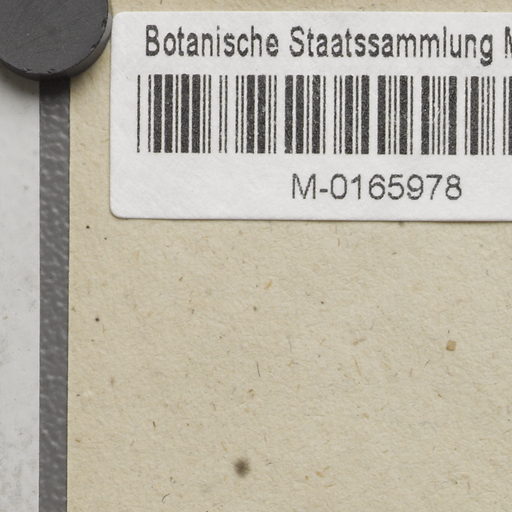 Botanische Staatssammlung M
M-0165978